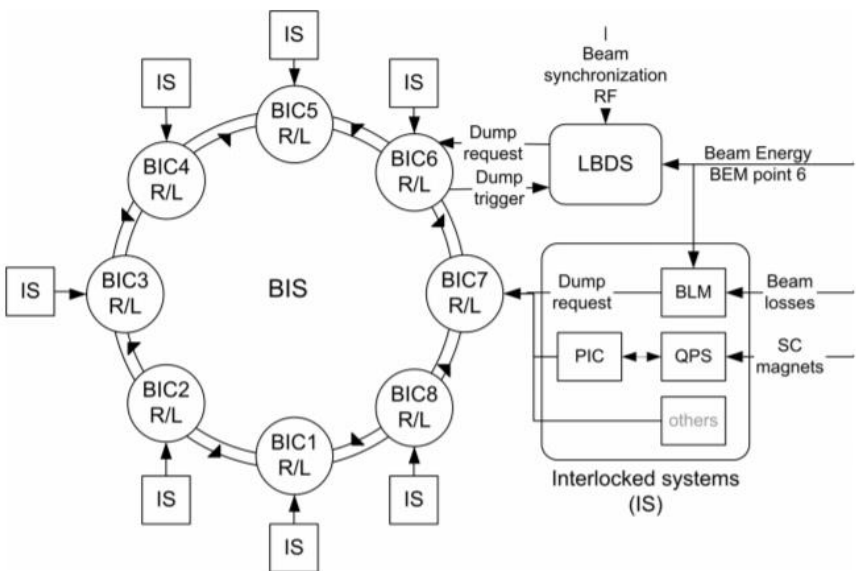 IS
IS
IS
BIC5
R/L
BIC4
R/L
BIC6
R/L
Dump
request
Dump
trigger
I
Beam
synchronization
RF
LBDS
Beam Energy
BEM point 6
IS
BIC3
R/L
BIS
BIC7
R/L
Dump
request
BLM
Beam
losses
PIC
QPS
SC
magnets
others
BIC2
R/L
BIC8
R/L
BIC1
R/L
IS
IS
IS
Interlocked systems
(IS)